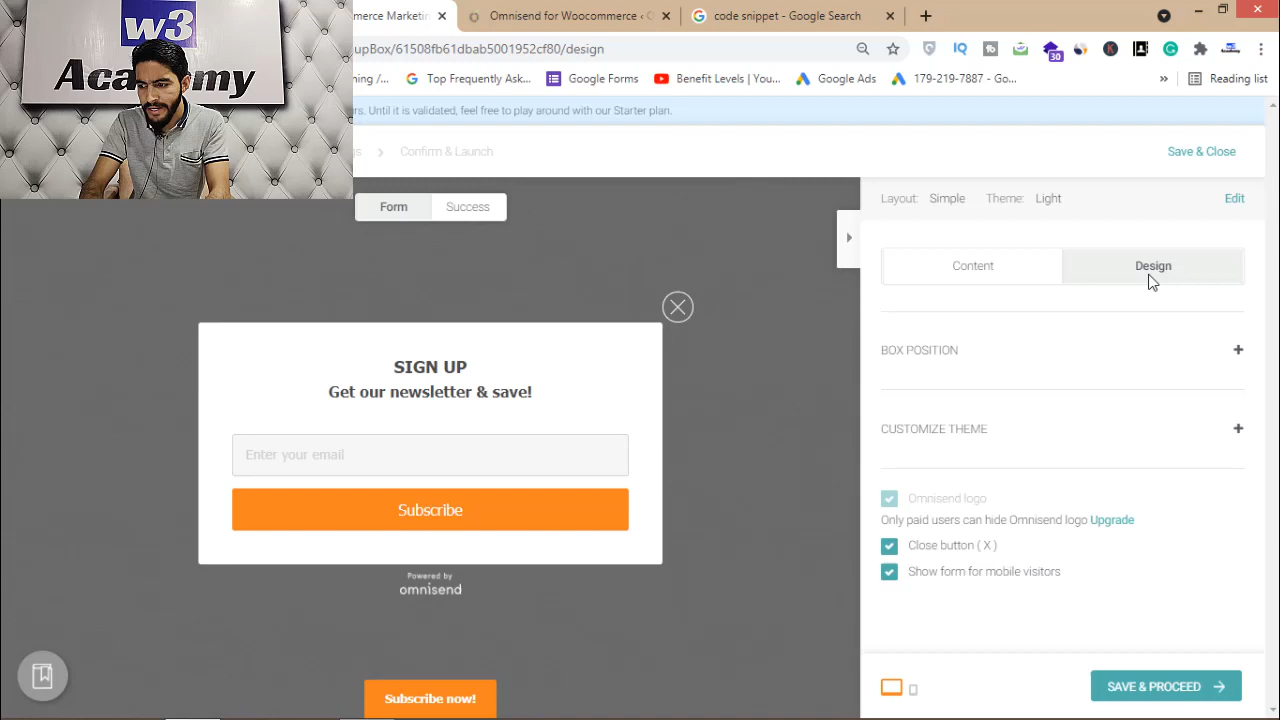 w3
Academy
merce Marketin
Omnisend for Woocommerce ‹ O
code snippet - Google Search
upBox/61508fb61dbab5001952cf80/design
30
ning /...
Top Frequently Ask...
Google Forms
Benefit Levels | You...
Google Ads
179-219-7887 - Go...
»
Reading list
rs. Until it is validated, feel free to play around with our Starter plan.
gs
Confirm & Launch
Save & Close
Form
Success
Layout:
Simple
Theme:
Light
Edit
Content
Design
SIGN UP
Get our newsletter & save!
Enter your email
Subscribe
Powered by
omnisend
Subscribe now!
BOX POSITION
+
CUSTOMIZE THEME
+
Omnisend logo
Only paid users can hide Omnisend logo Upgrade
Close button ( X )
Show form for mobile visitors
SAVE & PROCEED